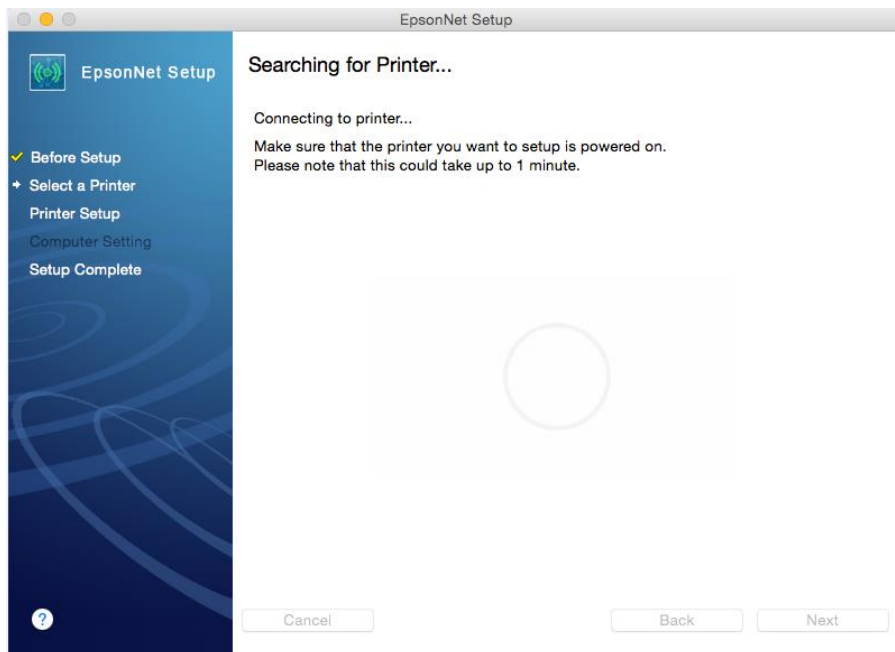 EpsonNet Setup
EpsonNet Setup
Before Setup
Select a Printer
Printer Setup
Computer Setting
Setup Complete
?
Searching for Printer...
Connecting to printer...
Make sure that the printer you want to setup is powered on.
Please note that this could take up to 1 minute.
Cancel
Back
Next